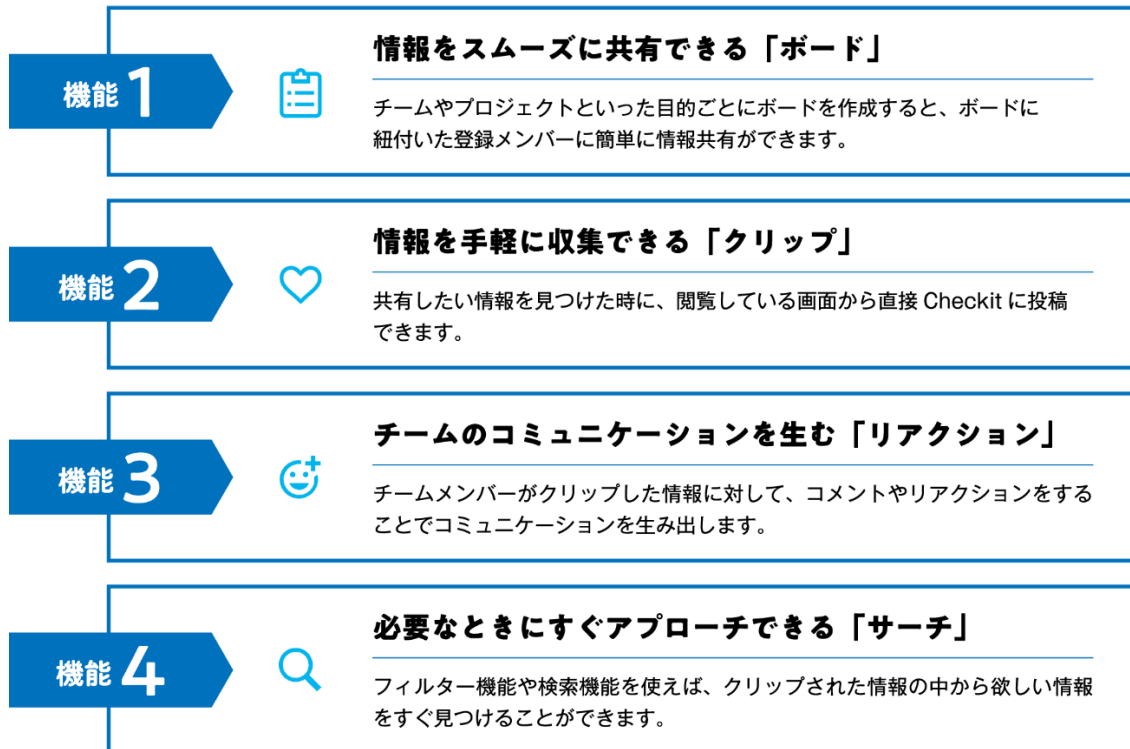 機能1
情報をスムーズに共有できる「ボード」
チームやプロジェクトといった目的ごとにボードを作成すると、ボードに
紐付いた登録メンバーに簡単に情報共有ができます。
機能2
情報を手軽に収集できる「クリップ」
共有したい情報を見つけた時に、閲覧している画面から直接 Checkit に投稿
できます。
機能3
チームのコミュニケーションを生む「リアクション」
チームメンバーがクリップした情報に対して、コメントやリアクションをする
ことでコミュニケーションを生み出します。
機能4
必要なときにすぐアプローチできる「サーチ」
フィルター機能や検索機能を使えば、クリップされた情報の中から欲しい情報
をすぐ見つけることができます。